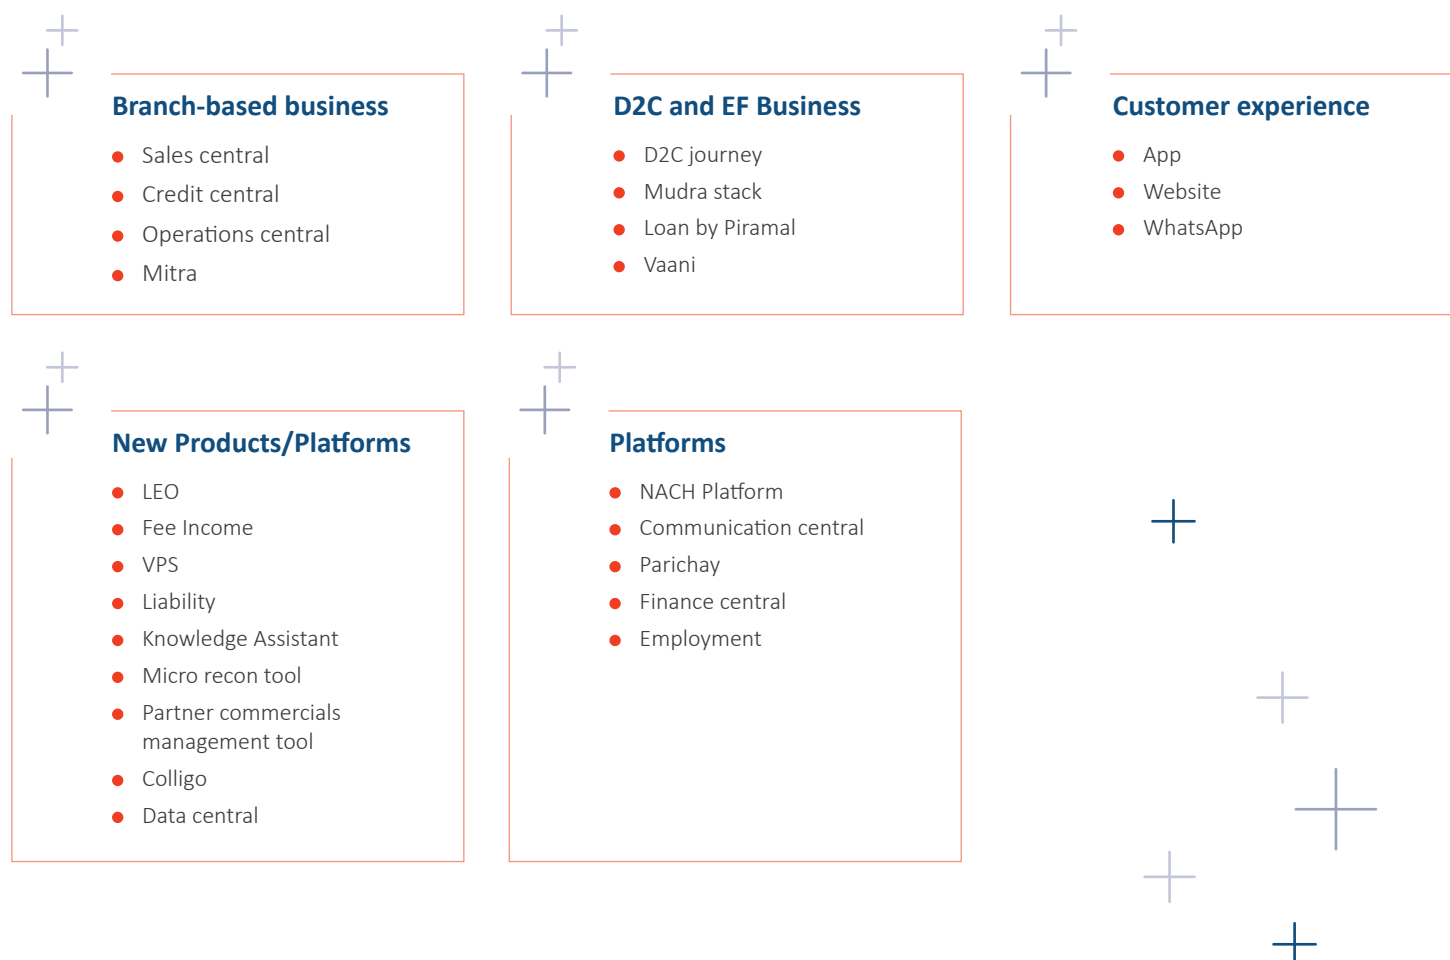 Branch-based business
Sales central
Credit central
Operations central
Mitra
D2C and EF Business
D2C journey
Mudra stack
Loan by Piramal
Vaani
Customer experience
App
Website
WhatsApp
New Products/Platforms
LEO
Fee Income
VPS
Liability
Knowledge Assistant
Micro recon tool
Partner commercials
management tool
Colligo
Data central
Platforms
NACH Platform
Communication central
Parichay
Finance central
Employment